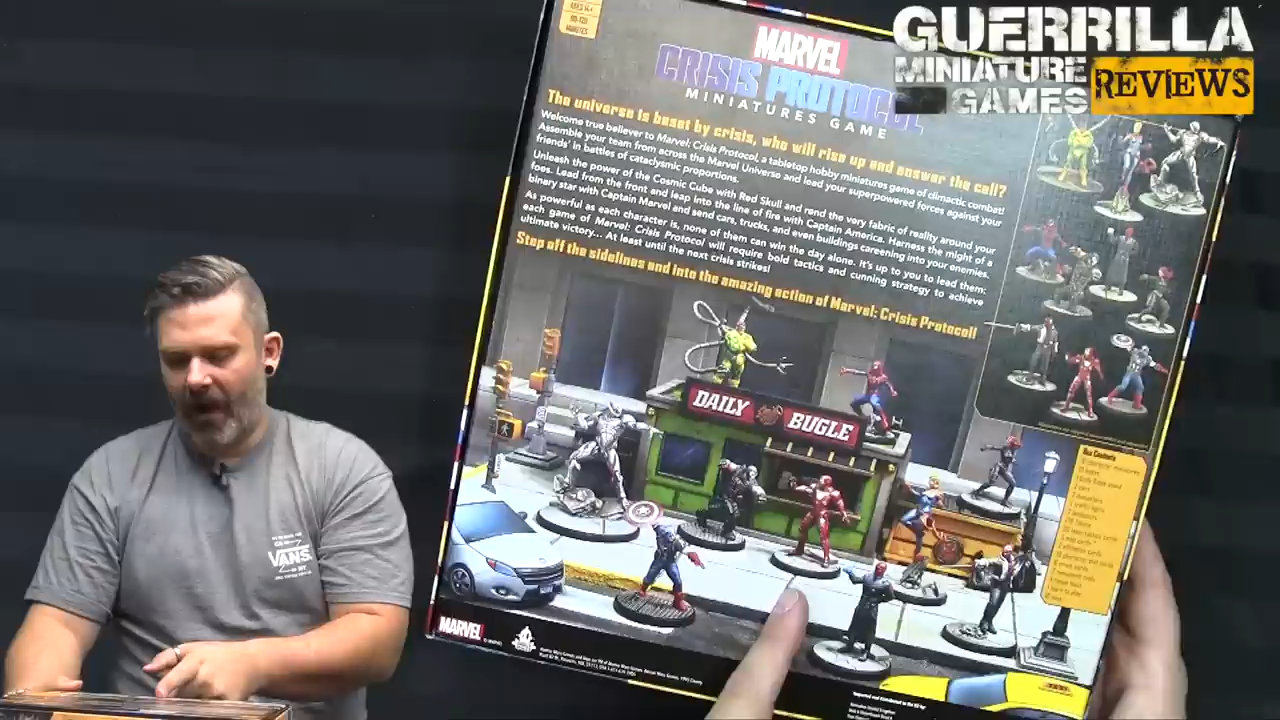 GUERRILLA
MINIATURE
GAMES
REVIEWS
AGES 14+
90-120
MINUTES
MARVEL
CRISIS PROTOCOL
MINIATURES GAME
The universe is beset by crisis, who will rise up and answer the call?
Welcome true believer to Marvel: Crisis Protocol, a tabletop hobby miniatures game of climactic combat!
Assemble your team from across the Marvel Universe and lead your superpowered forces against your
friends' in battles of cataclysmic proportions.
Unleash the power of the Cosmic Cube with Red Skull and rend the very fabric of reality around your
foes. Lead from the front and leap into the line of fire with Captain America. Harness the might of a
binary star with Captain Marvel and send cars, trucks, and even buildings careening into your enemies.
As powerful as each character is, none of them can win the day alone. It's up to you to lead them;
each game of Marvel: Crisis Protocol will require bold tactics and cunning strategy to achieve
ultimate victory... At least until the next crisis strikes!
Step off the sidelines and into the amazing action of Marvel: Crisis Protocol!
DAILY BUGLE
Box Contents
VANS
MARVEL